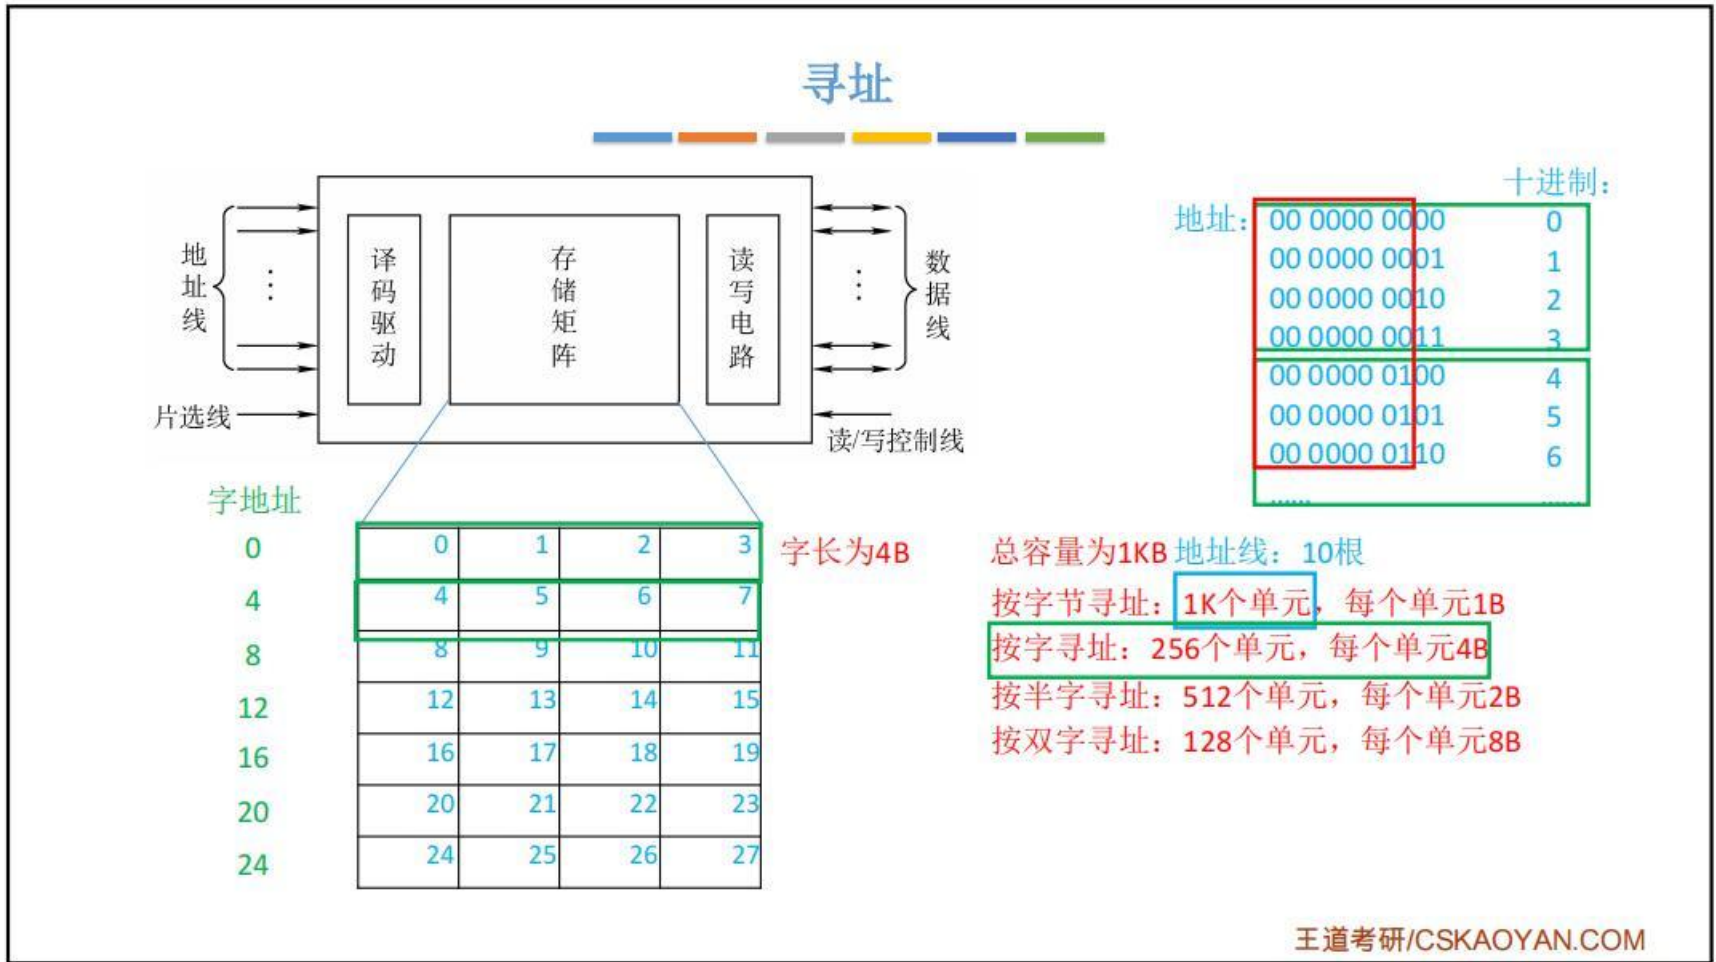 寻址
十进制：
地址：
00 0000 0000 0
00 0000 0001 1
00 0000 0010 2
00 0000 0011 3
00 0000 0100 4
00 0000 0101 5
00 0000 0110 6
...... ......
地址线
⋮
译码驱动
存储矩阵
读写电路
⋮
数据线
片选线
读/写控制线
字地址
0 0 1 2 3
4 4 5 6 7
8 8 9 10 11
12 12 13 14 15
16 16 17 18 19
20 20 21 22 23
24 24 25 26 27
字长为4B
总容量为1KB 地址线：10根
按字节寻址：1K个单元，每个单元1B
按字寻址：256个单元，每个单元4B
按半字寻址：512个单元，每个单元2B
按双字寻址：128个单元，每个单元8B
王道考研/CSKAOYAN.COM